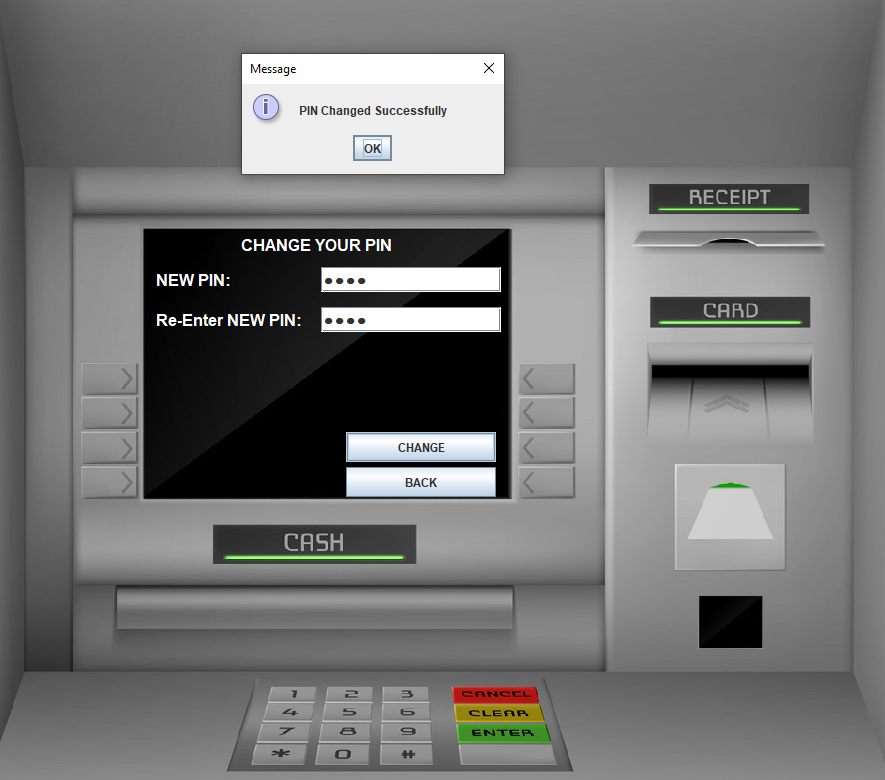 Message
PIN Changed Successfully
OK
RECEIPT
CHANGE YOUR PIN
NEW PIN: ●●●●
Re-Enter NEW PIN: ●●●●
CARD
CHANGE
BACK
CASH
1 2 3 CANCEL
4 5 6 CLEAR
7 8 9 ENTER
* 0 #